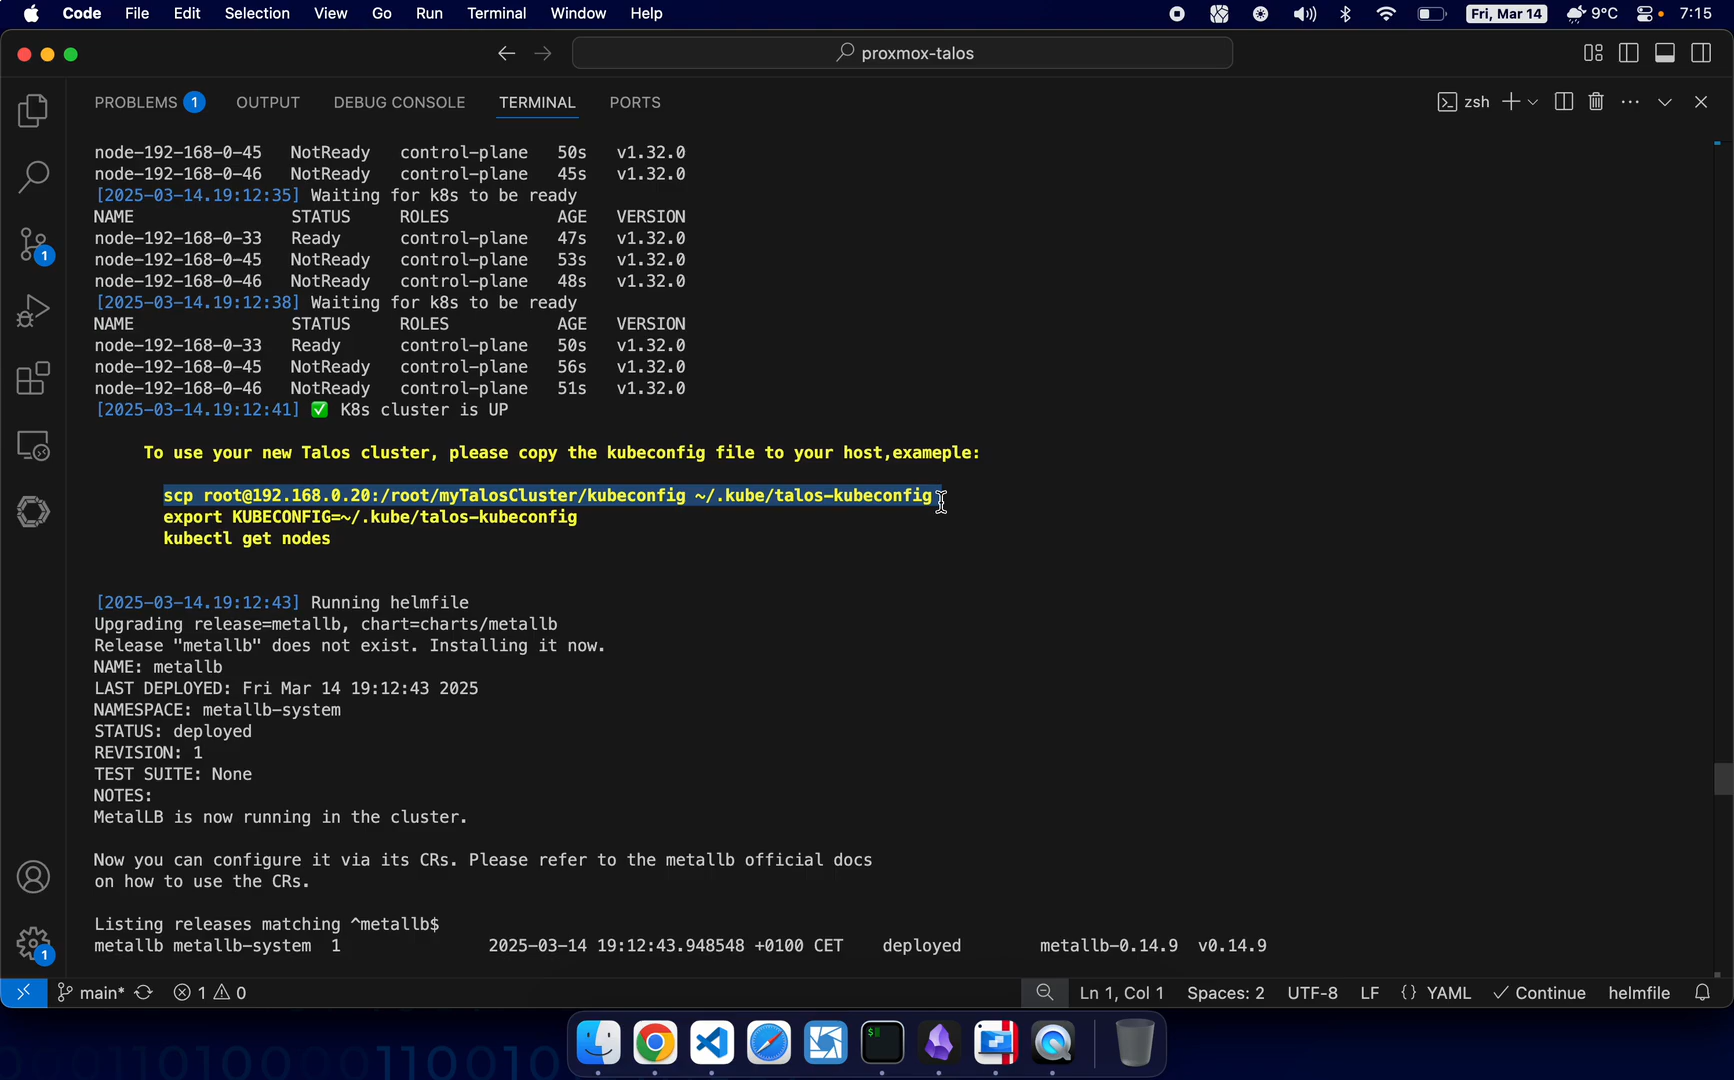 Code File Edit Selection View Go Run Terminal Window Help Fri, Mar 14 9°C 7:15
proxmox-talos
PROBLEMS 1 OUTPUT DEBUG CONSOLE TERMINAL PORTS zsh
node-192-168-0-45 NotReady control-plane 50s v1.32.0
node-192-168-0-46 NotReady control-plane 45s v1.32.0
[2025-03-14.19:12:35] Waiting for k8s to be ready
NAME STATUS ROLES AGE VERSION
node-192-168-0-33 Ready control-plane 47s v1.32.0
node-192-168-0-45 NotReady control-plane 53s v1.32.0
node-192-168-0-46 NotReady control-plane 48s v1.32.0
[2025-03-14.19:12:38] Waiting for k8s to be ready
NAME STATUS ROLES AGE VERSION
node-192-168-0-33 Ready control-plane 50s v1.32.0
node-192-168-0-45 NotReady control-plane 56s v1.32.0
node-192-168-0-46 NotReady control-plane 51s v1.32.0
[2025-03-14.19:12:41] ✅ K8s cluster is UP
To use your new Talos cluster, please copy the kubeconfig file to your host,exameple:
scp root@192.168.0.20:/root/myTalosCluster/kubeconfig ~/.kube/talos-kubeconfig
export KUBECONFIG=~/.kube/talos-kubeconfig
kubectl get nodes
[2025-03-14.19:12:43] Running helmfile
Upgrading release=metallb, chart=charts/metallb
Release "metallb" does not exist. Installing it now.
NAME: metallb
LAST DEPLOYED: Fri Mar 14 19:12:43 2025
NAMESPACE: metallb-system
STATUS: deployed
REVISION: 1
TEST SUITE: None
NOTES:
MetalLB is now running in the cluster.
Now you can configure it via its CRs. Please refer to the metallb official docs
on how to use the CRs.
Listing releases matching ^metallb$
metallb metallb-system 1 2025-03-14 19:12:43.948548 +0100 CET deployed metallb-0.14.9 v0.14.9
1
1
main* 1 0 Ln 1, Col 1 Spaces: 2 UTF-8 LF {} YAML ✓ Continue helmfile